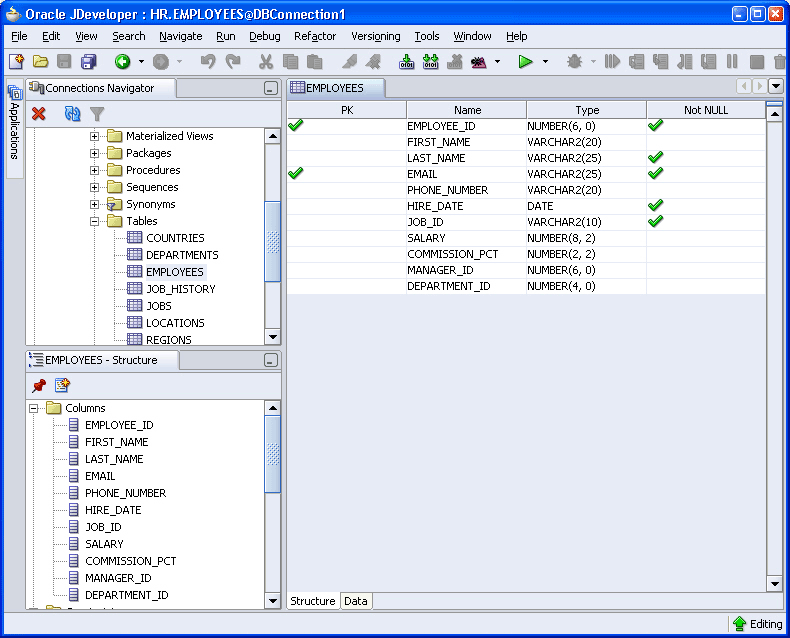 Oracle JDeveloper : HR.EMPLOYEES@DBConnection1
File Edit View Search Navigate Run Debug Refactor Versioning Tools Window Help
Applications
Connections Navigator
Materialized Views
Packages
Procedures
Sequences
Synonyms
Tables
COUNTRIES
DEPARTMENTS
EMPLOYEES
JOB_HISTORY
JOBS
LOCATIONS
REGIONS
EMPLOYEES - Structure
Columns
EMPLOYEE_ID
FIRST_NAME
LAST_NAME
EMAIL
PHONE_NUMBER
HIRE_DATE
JOB_ID
SALARY
COMMISSION_PCT
MANAGER_ID
DEPARTMENT_ID
EMPLOYEES
PK Name Type Not NULL
EMPLOYEE_ID NUMBER(6, 0)
FIRST_NAME VARCHAR2(20)
LAST_NAME VARCHAR2(25)
EMAIL VARCHAR2(25)
PHONE_NUMBER VARCHAR2(20)
HIRE_DATE DATE
JOB_ID VARCHAR2(10)
SALARY NUMBER(8, 2)
COMMISSION_PCT NUMBER(2, 2)
MANAGER_ID NUMBER(6, 0)
DEPARTMENT_ID NUMBER(4, 0)
Structure Data
Editing